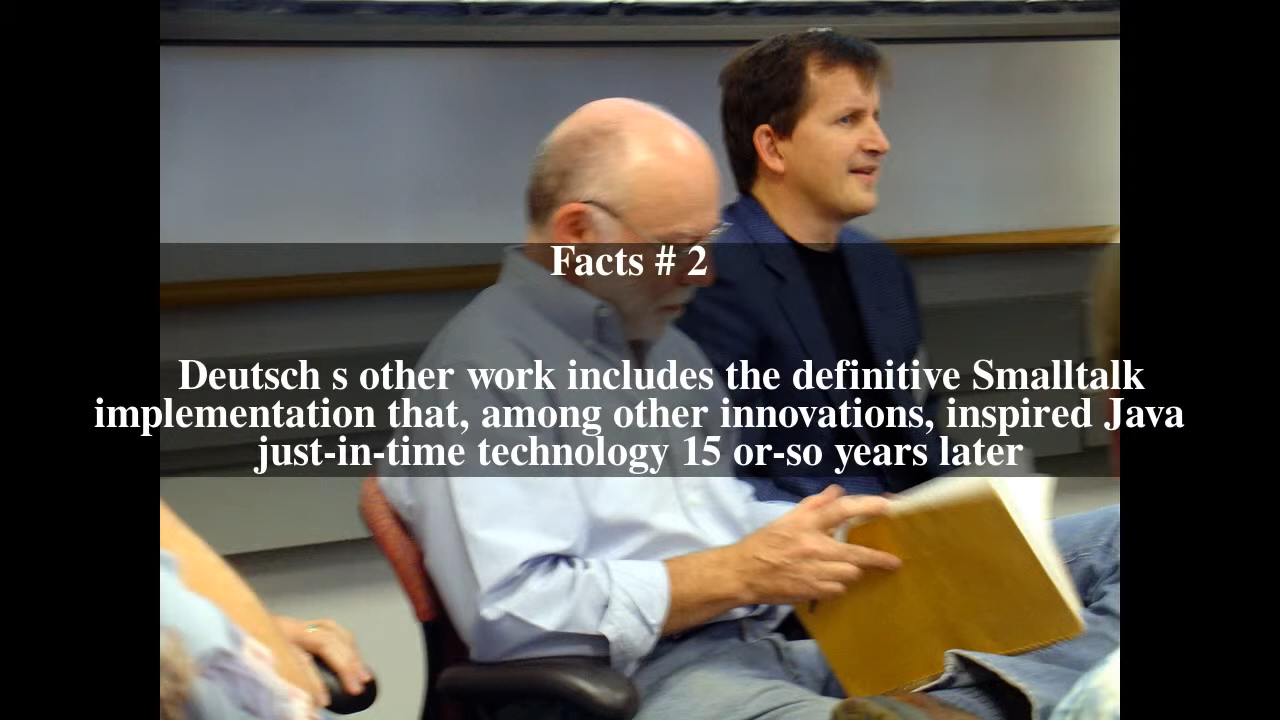 Facts # 2
Deutsch s other work includes the definitive Smalltalk
implementation that, among other innovations, inspired Java
just-in-time technology 15 or-so years later